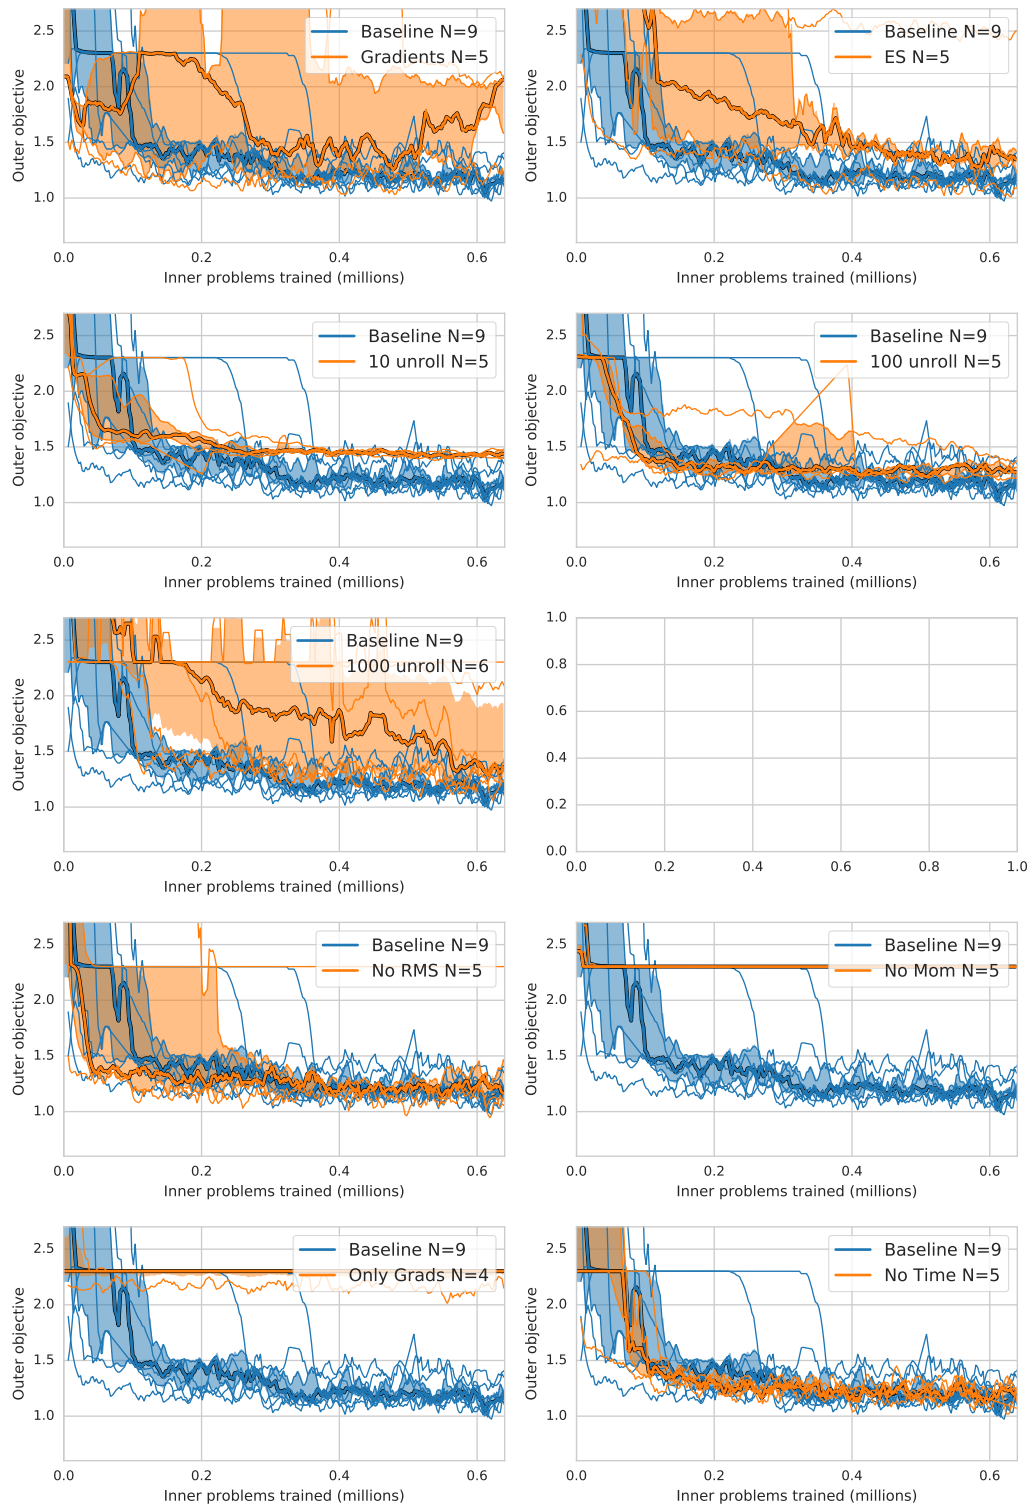 2.5
2.0
1.5
1.0
Outer objective
Baseline N=9
Gradients N=5
0.0 0.2 0.4 0.6
Inner problems trained (millions)
2.5
2.0
1.5
1.0
Outer objective
Baseline N=9
ES N=5
0.0 0.2 0.4 0.6
Inner problems trained (millions)
2.5
2.0
1.5
1.0
Outer objective
Baseline N=9
10 unroll N=5
0.0 0.2 0.4 0.6
Inner problems trained (millions)
2.5
2.0
1.5
1.0
Outer objective
Baseline N=9
100 unroll N=5
0.0 0.2 0.4 0.6
Inner problems trained (millions)
2.5
2.0
1.5
1.0
Outer objective
Baseline N=9
1000 unroll N=6
0.0 0.2 0.4 0.6
Inner problems trained (millions)
1.0
0.8
0.6
0.4
0.2
0.0
0.0 0.2 0.4 0.6 0.8 1.0
2.5
2.0
1.5
1.0
Outer objective
Baseline N=9
No RMS N=5
0.0 0.2 0.4 0.6
Inner problems trained (millions)
2.5
2.0
1.5
1.0
Outer objective
Baseline N=9
No Mom N=5
0.0 0.2 0.4 0.6
Inner problems trained (millions)
2.5
2.0
1.5
1.0
Outer objective
Baseline N=9
Only Grads N=4
0.0 0.2 0.4 0.6
Inner problems trained (millions)
2.5
2.0
1.5
1.0
Outer objective
Baseline N=9
No Time N=5
0.0 0.2 0.4 0.6
Inner problems trained (millions)